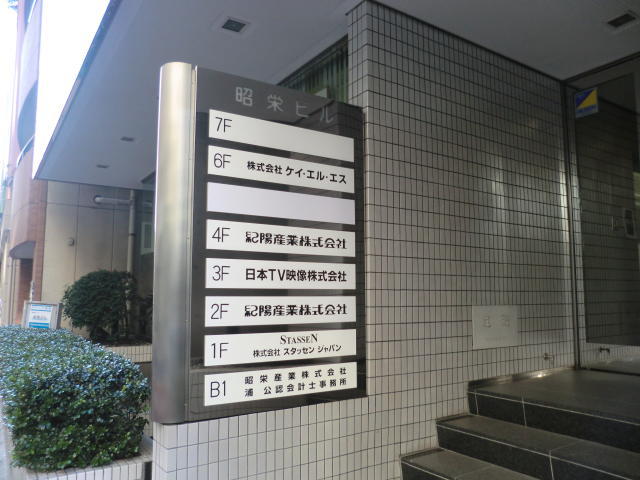 昭栄ビル
7F
6F 株式会社 ケイ・エル・エス
4F 紀陽産業株式会社
3F 日本TV映像株式会社
2F 紀陽産業株式会社
1F STASSEN
株式会社 スタッセン ジャパン
B1 昭栄産業株式会社
浦 公認会計士事務所